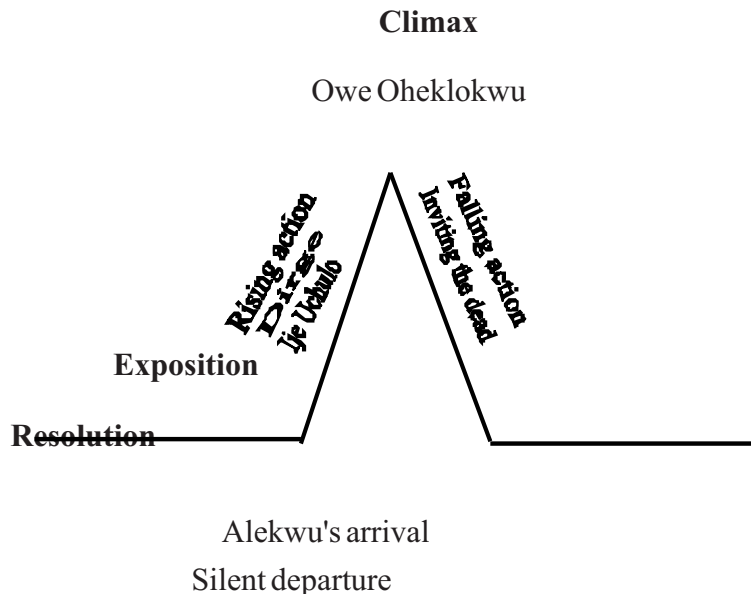 Climax
Owe Oheklokwu
Rising action
Dirge
Ije Uchulo
Falling action
Inviting the dead
Exposition
Resolution
Alekwu's arrival
Silent departure